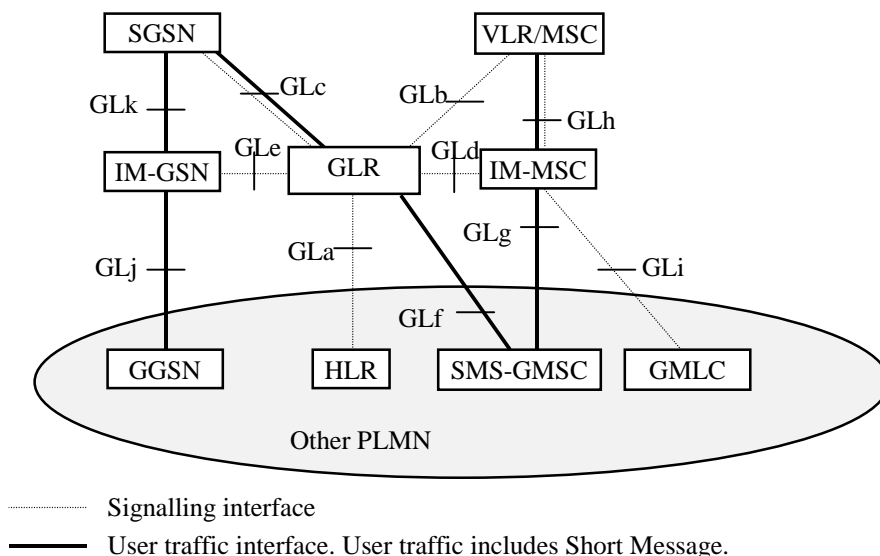 SGSN
VLR/MSC
GLc
GLb
GLk
GLh
GLe
GLd
IM-GSN
GLR
IM-MSC
GLa
GLg
GLj
GLi
GLf
GGSN
HLR
SMS-GMSC
GMLC
Other PLMN
Signalling interface
User traffic interface. User traffic includes Short Message.